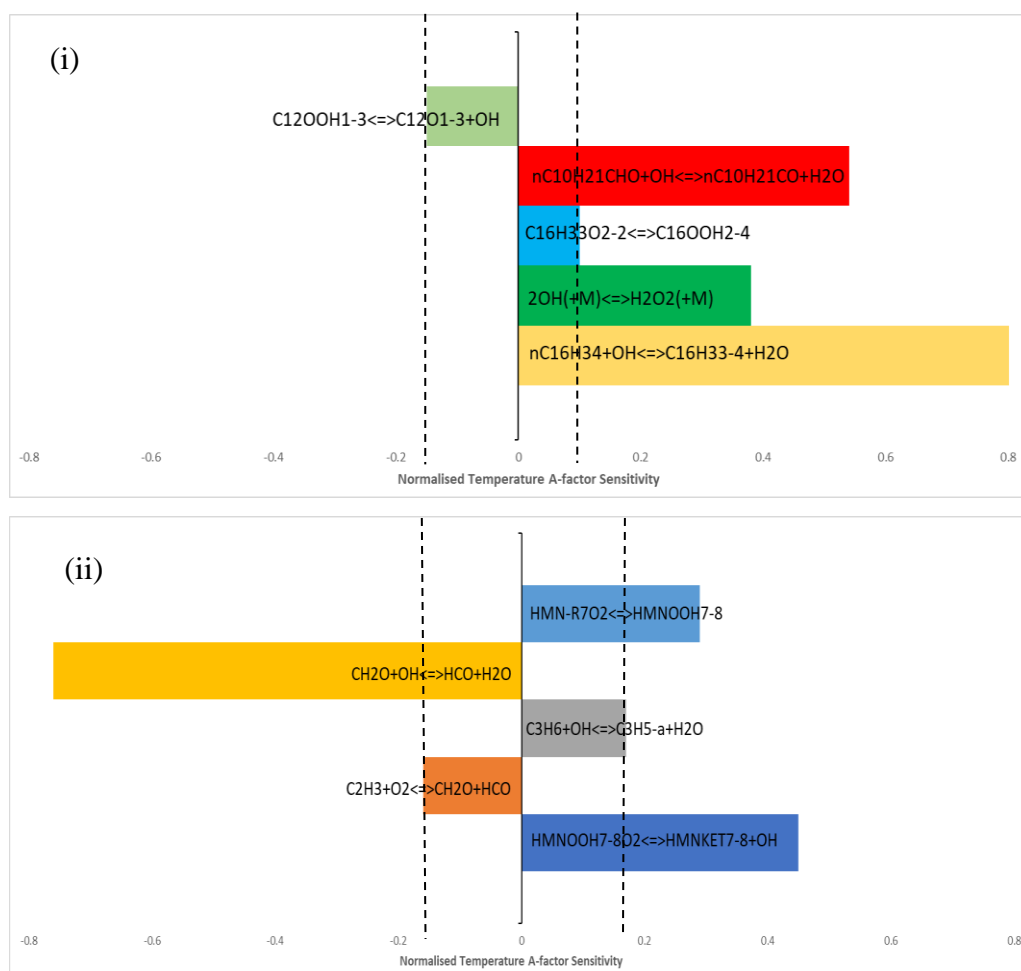 (i)
C12OOH1-3<=>C12O1-3+OH
nC10H21CHO+OH<=>nC10H21CO+H2O
C16H33O2-2<=>C16OOH2-4
2OH(+M)<=>H2O2(+M)
nC16H34+OH<=>C16H33-4+H2O
-0.8 -0.6 -0.4 -0.2 0 0.2 0.4 0.6 0.8
Normalised Temperature A-factor Sensitivity
(ii)
HMN-R7O2<=>HMNOOH7-8
CH2O+OH<=>HCO+H2O
C3H6+OH<=>C3H5-a+H2O
C2H3+O2<=>CH2O+HCO
HMNOOH7-8O2<=>HMNKET7-8+OH
-0.8 -0.6 -0.4 -0.2 0 0.2 0.4 0.6 0.8
Normalised Temperature A-factor Sensitivity